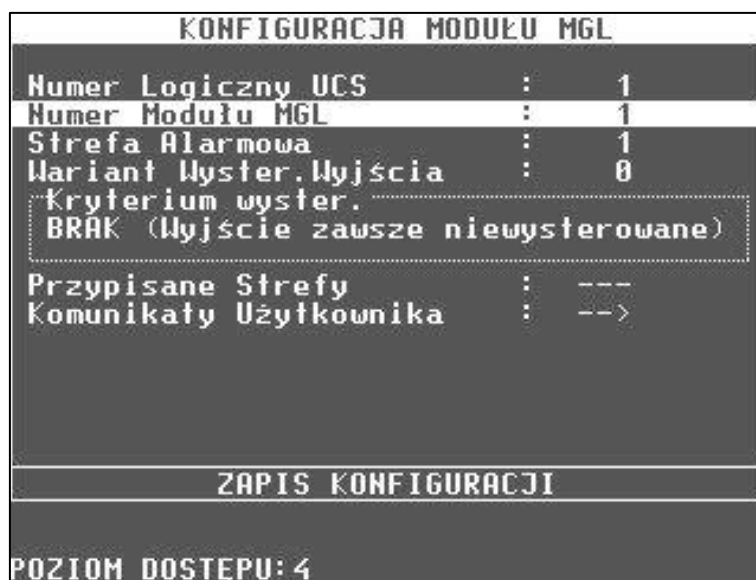 KONFIGURACJA MODUŁU MGL
Numer Logiczny UCS : 1
Numer Modułu MGL : 1
Strefa Alarmowa : 1
Wariant Wyster.Wyjścia : 0
Kryterium wyster.
BRAK (Wyjście zawsze niewysterowane)
Przypisane Strefy : ---
Komunikaty Użytkownika : -->
ZAPIS KONFIGURACJI
POZIOM DOSTEPU:4